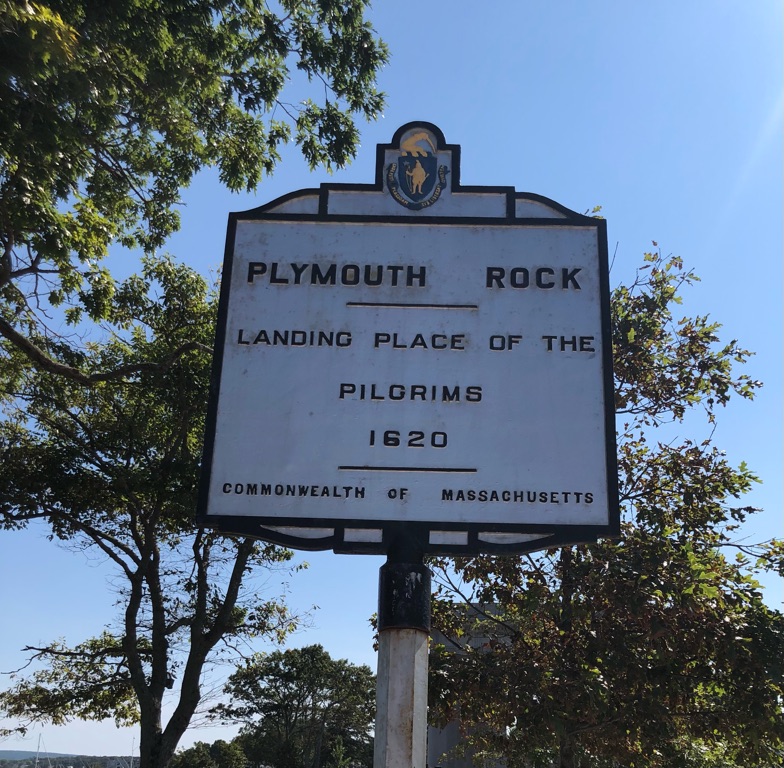 PLYMOUTH ROCK
LANDING PLACE OF THE
PILGRIMS
1620
COMMONWEALTH OF MASSACHUSETTS